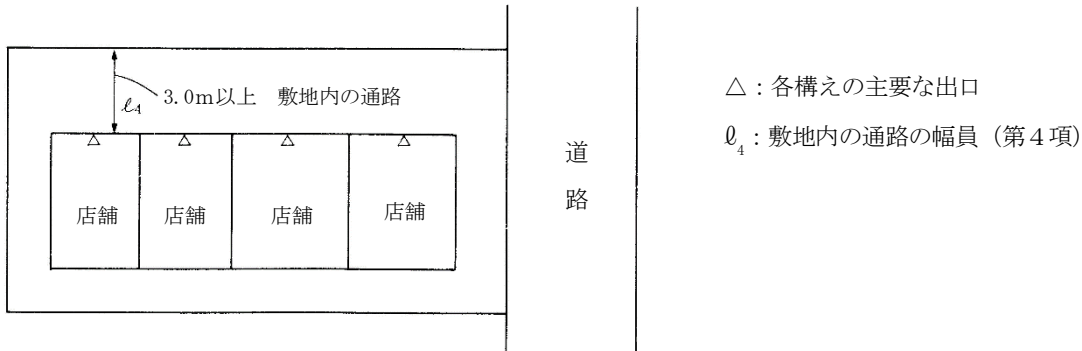 3.0m以上　敷地内の通路
ℓ4
店舗
店舗
店舗
店舗
道
路
△：各構えの主要な出口
ℓ4：敷地内の通路の幅員（第４項）